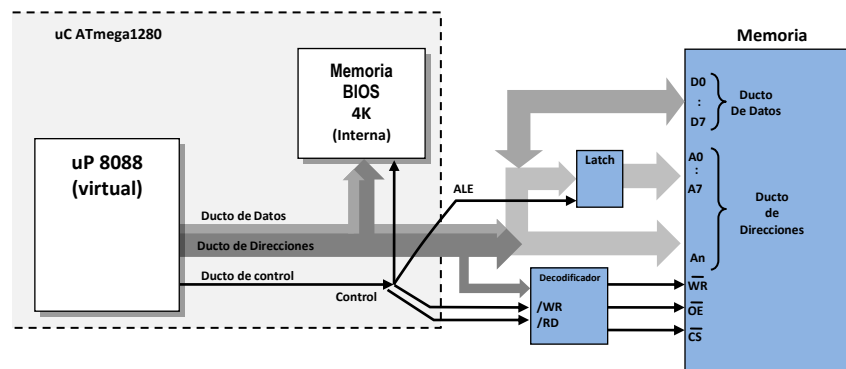 uC ATmega1280
Memoria
BIOS
4K
(Interna)
uP 8088
(virtual)
Ducto de Datos
Ducto de Direcciones
Ducto de control
Control
ALE
Latch
Decodificador
/WR
/RD
Memoria
D0
:
D7
Ducto
De Datos
A0
:
A7
An
Ducto
de
Direcciones
WR
OE
CS